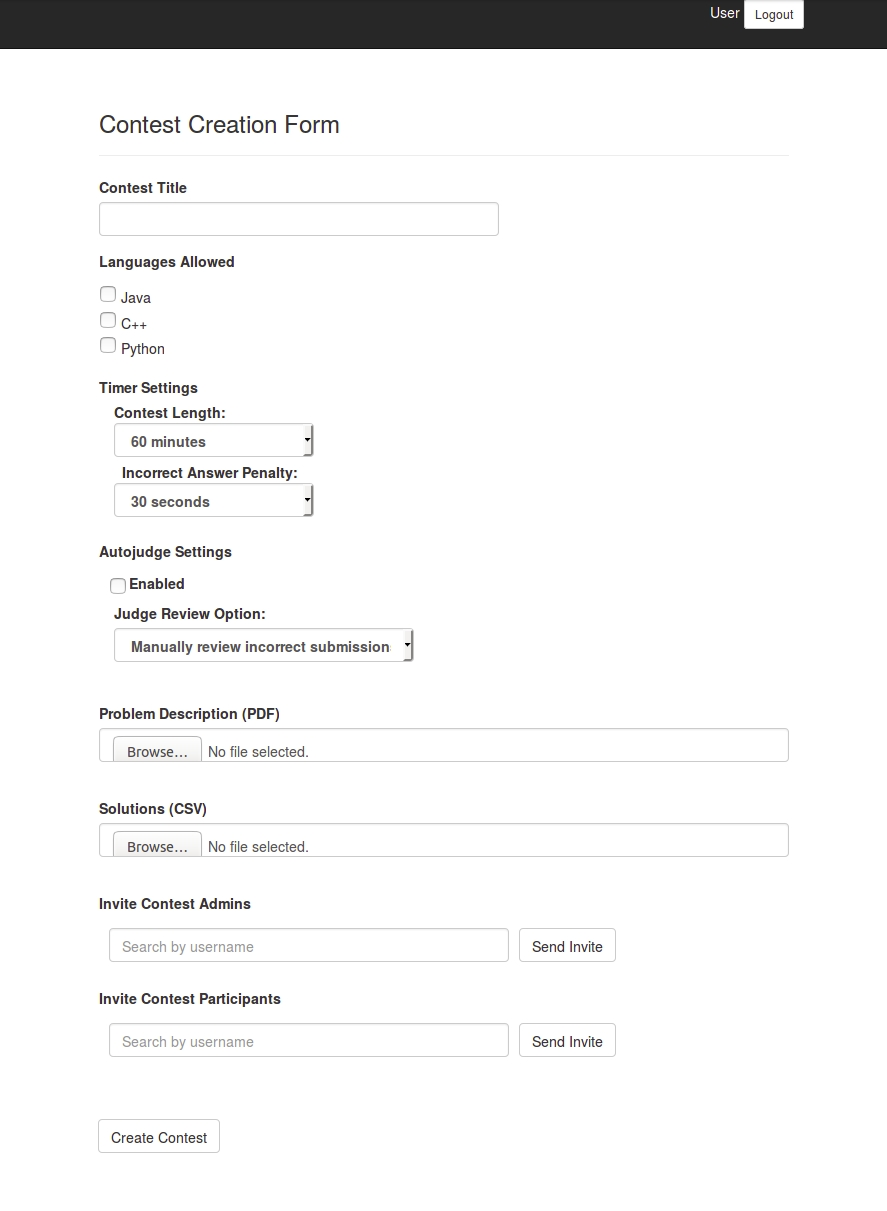 User Logout
Contest Creation Form
Contest Title
Languages Allowed
Java
C++
Python
Timer Settings
Contest Length:
60 minutes
Incorrect Answer Penalty:
30 seconds
Autojudge Settings
Enabled
Judge Review Option:
Manually review incorrect submission
Problem Description (PDF)
Browse... No file selected.
Solutions (CSV)
Browse... No file selected.
Invite Contest Admins
Search by username Send Invite
Invite Contest Participants
Search by username Send Invite
Create Contest